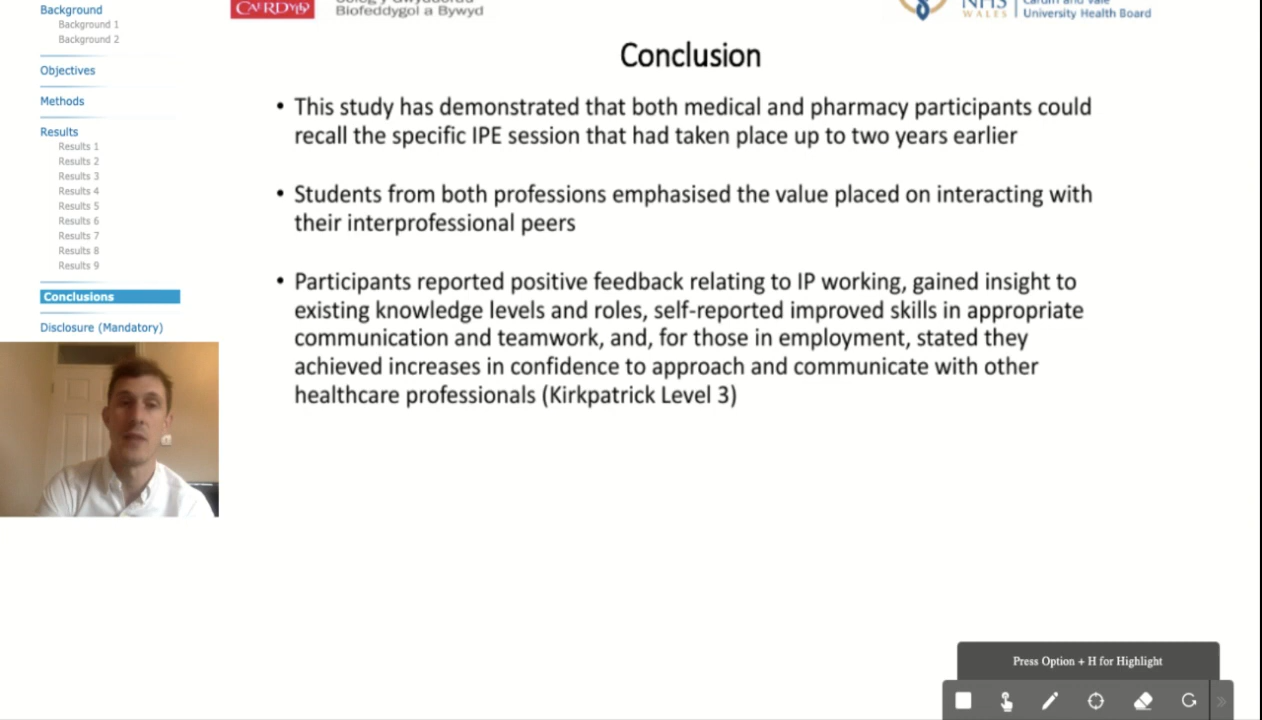 Background
Background 1
Background 2
Objectives
Methods
Results
Results 1
Results 2
Results 3
Results 4
Results 5
Results 6
Results 7
Results 8
Results 9
Conclusions
Disclosure (Mandatory)
CAERDYDD
Biofeddygol a Bywyd
NHS
WALES
University Health Board
Conclusion
• This study has demonstrated that both medical and pharmacy participants could
recall the specific IPE session that had taken place up to two years earlier
• Students from both professions emphasised the value placed on interacting with
their interprofessional peers
• Participants reported positive feedback relating to IP working, gained insight to
existing knowledge levels and roles, self-reported improved skills in appropriate
communication and teamwork, and, for those in employment, stated they
achieved increases in confidence to approach and communicate with other
healthcare professionals (Kirkpatrick Level 3)
Press Option + H for Highlight